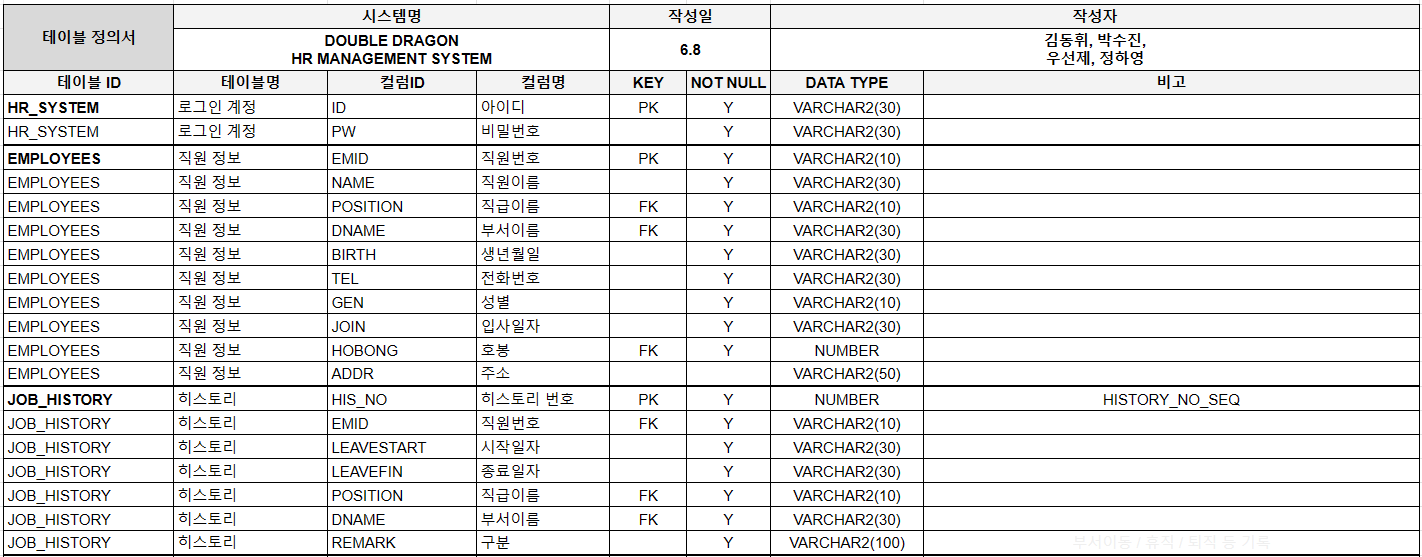 테이블 정의서 시스템명 작성일 작성자
DOUBLE DRAGON
HR MANAGEMENT SYSTEM
6.8
김동휘, 박수진,
우선제, 정하영
테이블 ID 테이블명 컬럼ID 컬럼명 KEY NOT NULL DATA TYPE 비고
HR_SYSTEM 로그인 계정 ID 아이디 PK Y VARCHAR2(30)
HR_SYSTEM 로그인 계정 PW 비밀번호 Y VARCHAR2(30)
EMPLOYEES 직원 정보 EMID 직원번호 PK Y VARCHAR2(10)
EMPLOYEES 직원 정보 NAME 직원이름 Y VARCHAR2(30)
EMPLOYEES 직원 정보 POSITION 직급이름 FK Y VARCHAR2(10)
EMPLOYEES 직원 정보 DNAME 부서이름 FK Y VARCHAR2(30)
EMPLOYEES 직원 정보 BIRTH 생년월일 Y VARCHAR2(30)
EMPLOYEES 직원 정보 TEL 전화번호 Y VARCHAR2(30)
EMPLOYEES 직원 정보 GEN 성별 Y VARCHAR2(10)
EMPLOYEES 직원 정보 JOIN 입사일자 Y VARCHAR2(30)
EMPLOYEES 직원 정보 HOBONG 호봉 FK Y NUMBER
EMPLOYEES 직원 정보 ADDR 주소 VARCHAR2(50)
JOB_HISTORY 히스토리 HIS_NO 히스토리 번호 PK Y NUMBER HISTORY_NO_SEQ
JOB_HISTORY 히스토리 EMID 직원번호 FK Y VARCHAR2(10)
JOB_HISTORY 히스토리 LEAVESTART 시작일자 Y VARCHAR2(30)
JOB_HISTORY 히스토리 LEAVEFIN 종료일자 Y VARCHAR2(30)
JOB_HISTORY 히스토리 POSITION 직급이름 FK Y VARCHAR2(10)
JOB_HISTORY 히스토리 DNAME 부서이름 FK Y VARCHAR2(30)
JOB_HISTORY 히스토리 REMARK 구분 Y VARCHAR2(100) 부서이동 / 휴직 / 퇴직 등 기록